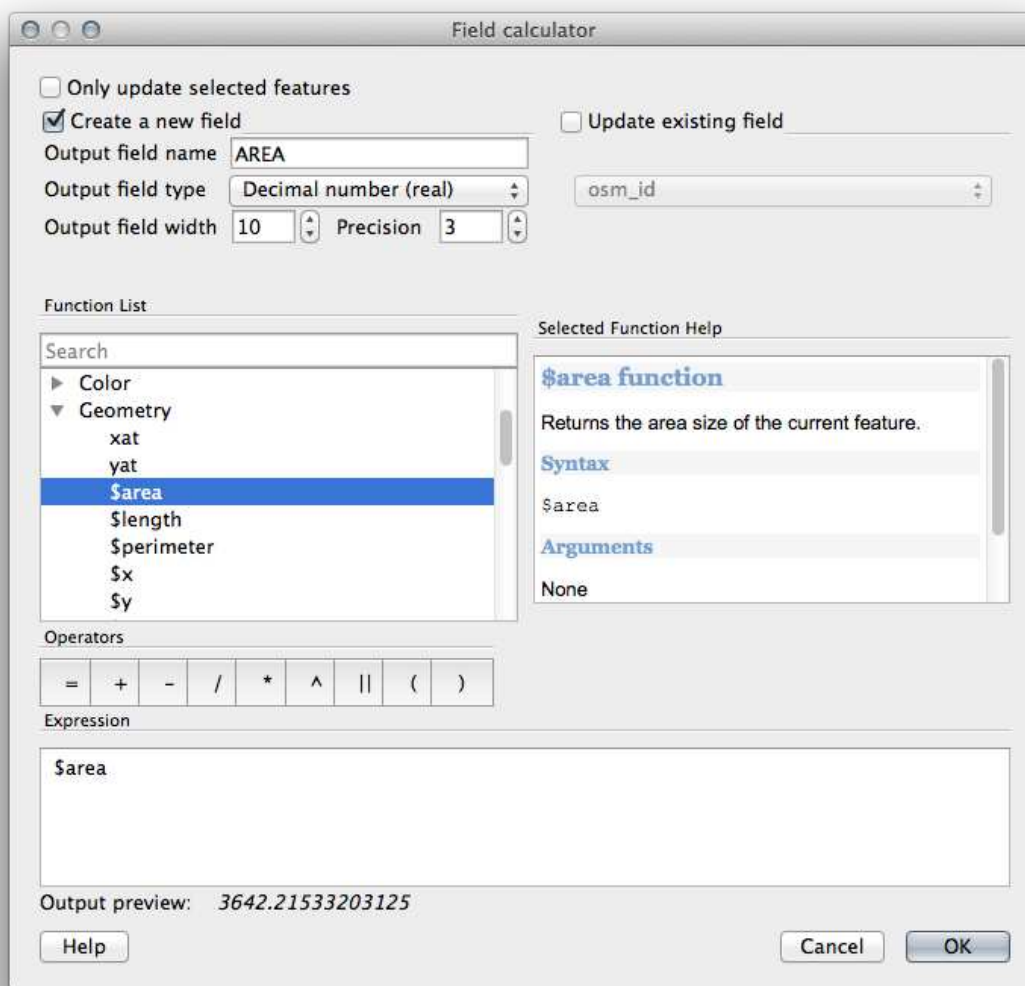 Field calculator
Only update selected features
Create a new field
Update existing field
Output field name AREA
Output field type Decimal number (real)
osm_id
Output field width 10 Precision 3
Function List
Selected Function Help
Search
Color
Geometry
xat
yat
$area
$length
$perimeter
$x
$y
$area function
Returns the area size of the current feature.
Syntax
$area
Arguments
None
Operators
= + - / * ^ || ( )
Expression
$area
Output preview: 3642.21533203125
Help
Cancel
OK